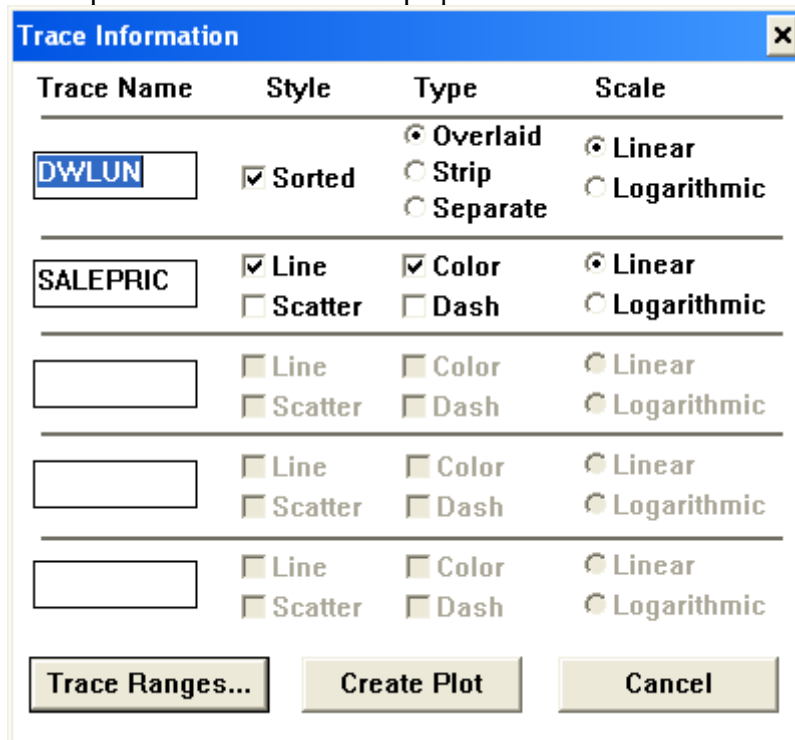 Trace Information
Trace Name Style Type Scale
DWLUN Sorted Overlaid Linear
Strip Logarithmic
Separate
SALEPRIC Line Color Linear
Scatter Dash Logarithmic
Line Color Linear
Scatter Dash Logarithmic
Line Color Linear
Scatter Dash Logarithmic
Line Color Linear
Scatter Dash Logarithmic
Trace Ranges... Create Plot Cancel